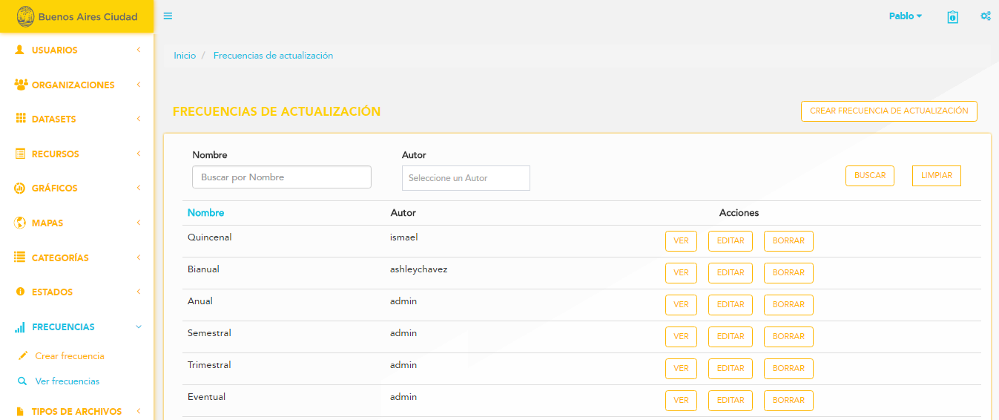 Buenos Aires Ciudad
Pablo
USUARIOS
ORGANIZACIONES
DATASETS
RECURSOS
GRÁFICOS
MAPAS
CATEGORÍAS
ESTADOS
FRECUENCIAS
Crear frecuencia
Ver frecuencias
TIPOS DE ARCHIVOS
Inicio / Frecuencias de actualización
FRECUENCIAS DE ACTUALIZACIÓN
CREAR FRECUENCIA DE ACTUALIZACIÓN
Nombre Autor
Buscar por Nombre Seleccione un Autor BUSCAR LIMPIAR
Nombre Autor Acciones
Quincenal ismael VER EDITAR BORRAR
Bianual ashleychavez VER EDITAR BORRAR
Anual admin VER EDITAR BORRAR
Semestral admin VER EDITAR BORRAR
Trimestral admin VER EDITAR BORRAR
Eventual admin VER EDITAR BORRAR